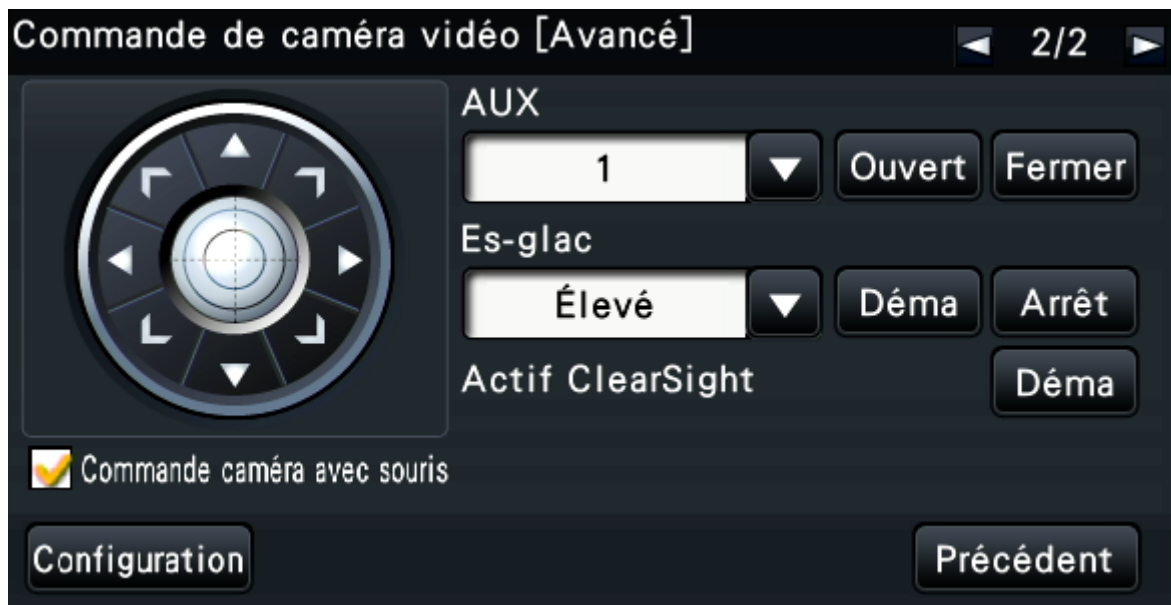 Commande de caméra vidéo [Avancé] 2/2
AUX
1 Ouvert Fermer
Es-glac
Élevé Déma Arrêt
Actif ClearSight Déma
Commande caméra avec souris
Configuration Précédent